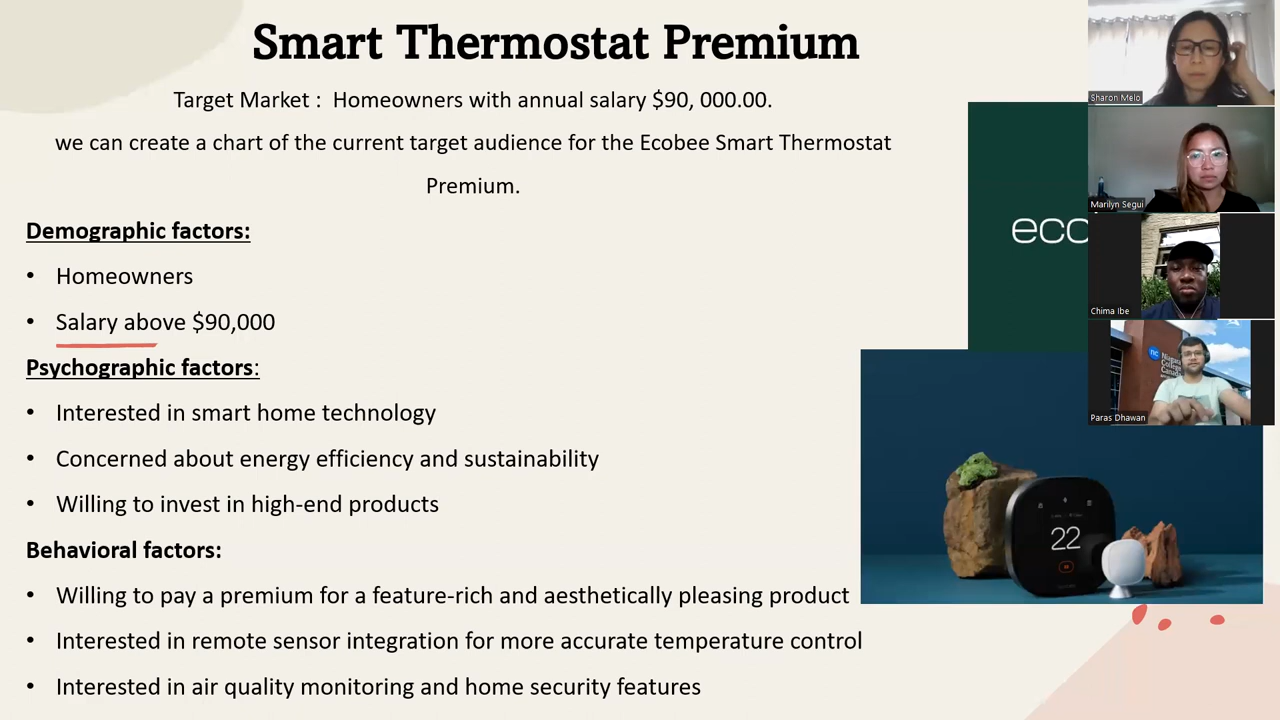 Smart Thermostat Premium
Target Market : Homeowners with annual salary $90, 000.00.
we can create a chart of the current target audience for the Ecobee Smart Thermostat
Premium.
Demographic factors:
• Homeowners
• Salary above $90,000
Psychographic factors:
• Interested in smart home technology
• Concerned about energy efficiency and sustainability
• Willing to invest in high-end products
Behavioral factors:
• Willing to pay a premium for a feature-rich and aesthetically pleasing product
• Interested in remote sensor integration for more accurate temperature control
• Interested in air quality monitoring and home security features
eco
22
Sharon Melo
Marilyn Segui
Chima Ibe
nc
Niagara
College
Canada
Paras Dhawan